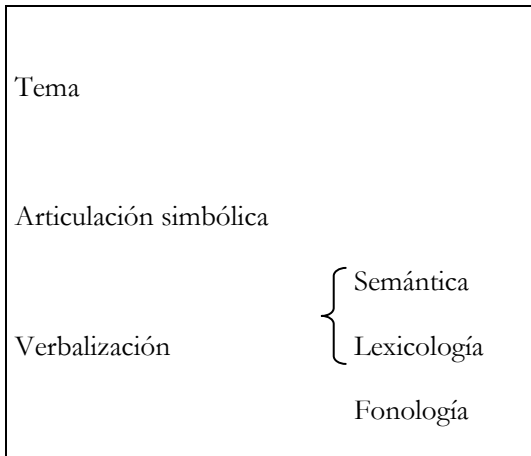 Tema
Articulación simbólica
Semántica
Verbalización
Lexicología
Fonología